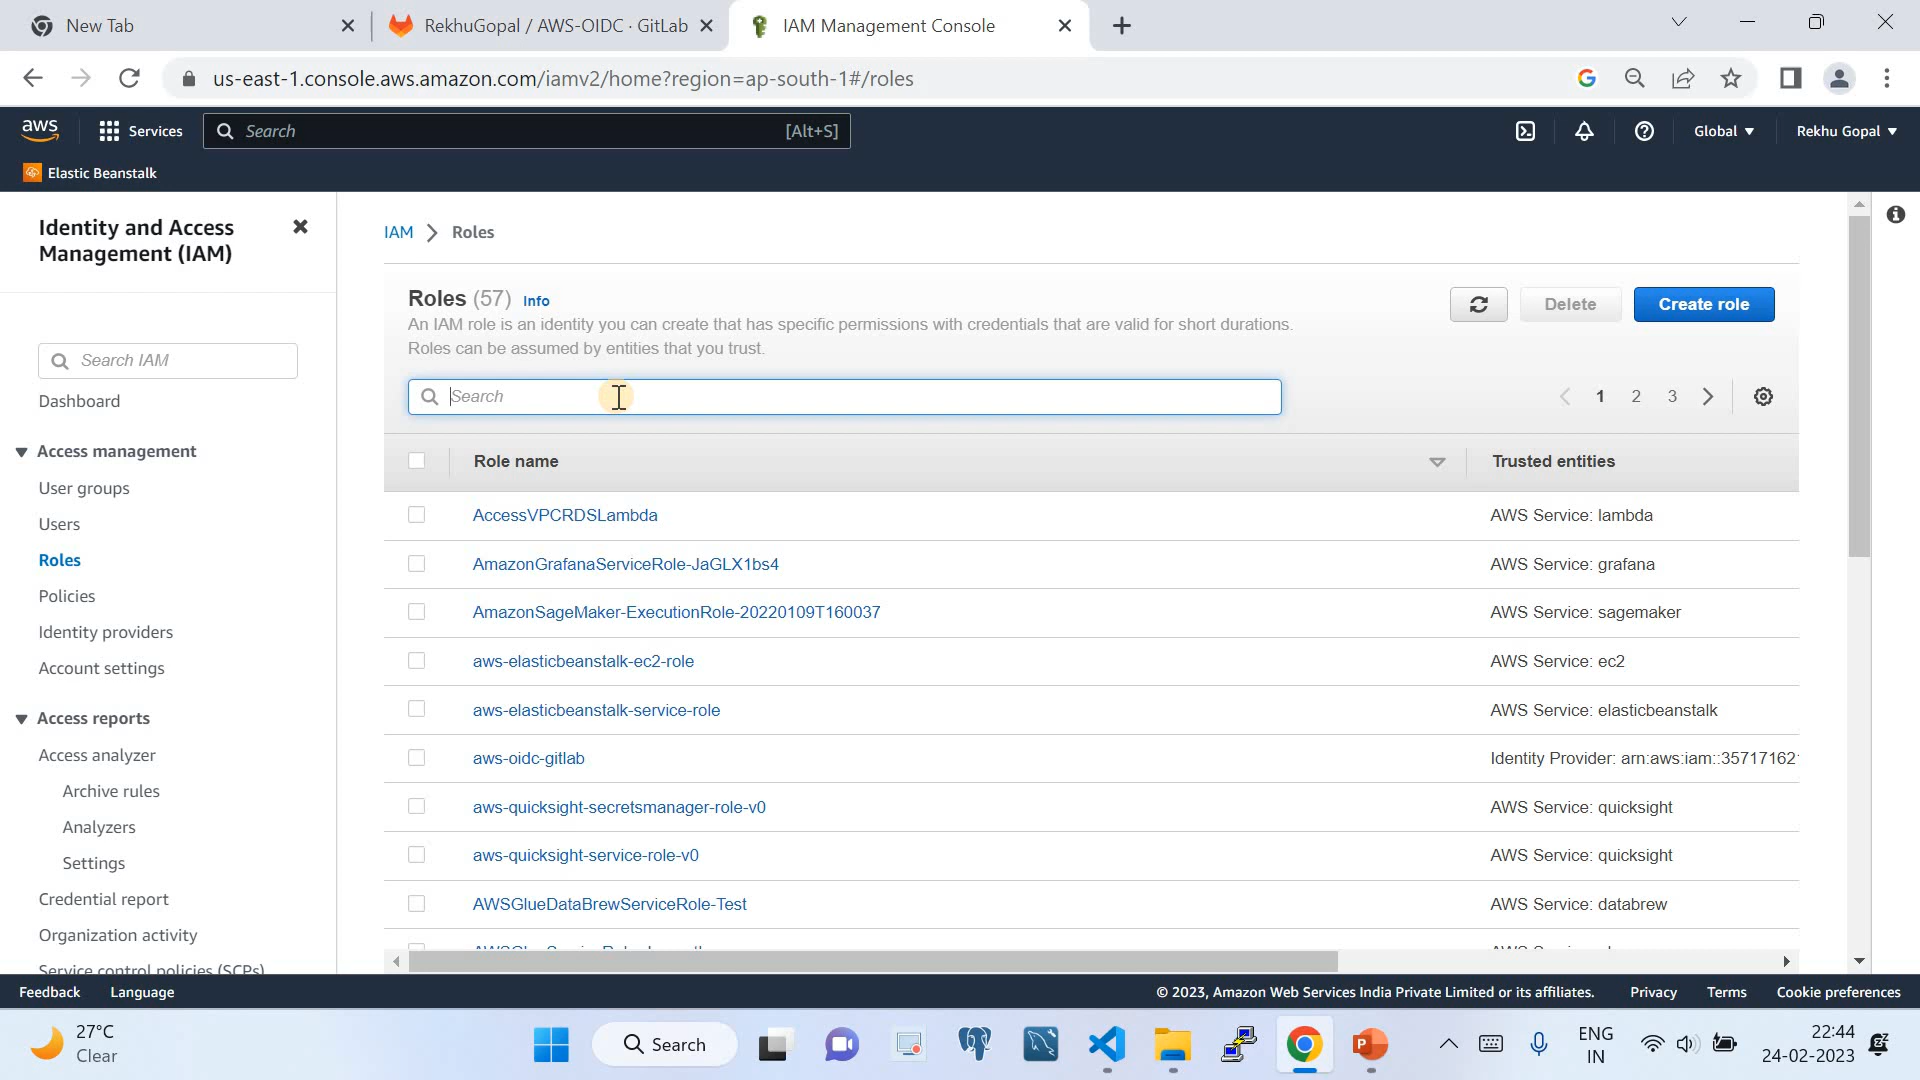 New Tab
RekhuGopal / AWS-OIDC · GitLab
IAM Management Console
us-east-1.console.aws.amazon.com/iamv2/home?region=ap-south-1#/roles
aws
Services
Search
[Alt+S]
Global
Rekhu Gopal
Elastic Beanstalk
Identity and Access
Management (IAM)
Search IAM
Dashboard
Access management
User groups
Users
Roles
Policies
Identity providers
Account settings
Access reports
Access analyzer
Archive rules
Analyzers
Settings
Credential report
Organization activity
Service control policies (SCPs)
IAM > Roles
Roles (57) Info
An IAM role is an identity you can create that has specific permissions with credentials that are valid for short durations.
Roles can be assumed by entities that you trust.
Delete
Create role
Search
1 2 3
Role name
Trusted entities
AccessVPCRDSLambda
AWS Service: lambda
AmazonGrafanaServiceRole-JaGLX1bs4
AWS Service: grafana
AmazonSageMaker-ExecutionRole-20220109T160037
AWS Service: sagemaker
aws-elasticbeanstalk-ec2-role
AWS Service: ec2
aws-elasticbeanstalk-service-role
AWS Service: elasticbeanstalk
aws-oidc-gitlab
Identity Provider: arn:aws:iam::35717162
aws-quicksight-secretsmanager-role-v0
AWS Service: quicksight
aws-quicksight-service-role-v0
AWS Service: quicksight
AWSGlueDataBrewServiceRole-Test
AWS Service: databrew
Feedback
Language
© 2023, Amazon Web Services India Private Limited or its affiliates.
Privacy
Terms
Cookie preferences
27°C
Clear
Search
ENG
IN
22:44
24-02-2023